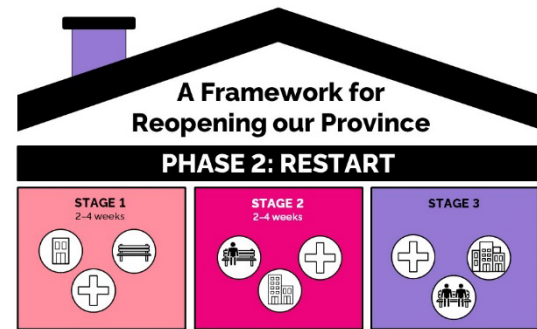 A Framework for
Reopening our Province
PHASE 2: RESTART
STAGE 1
2–4 weeks
STAGE 2
2–4 weeks
STAGE 3